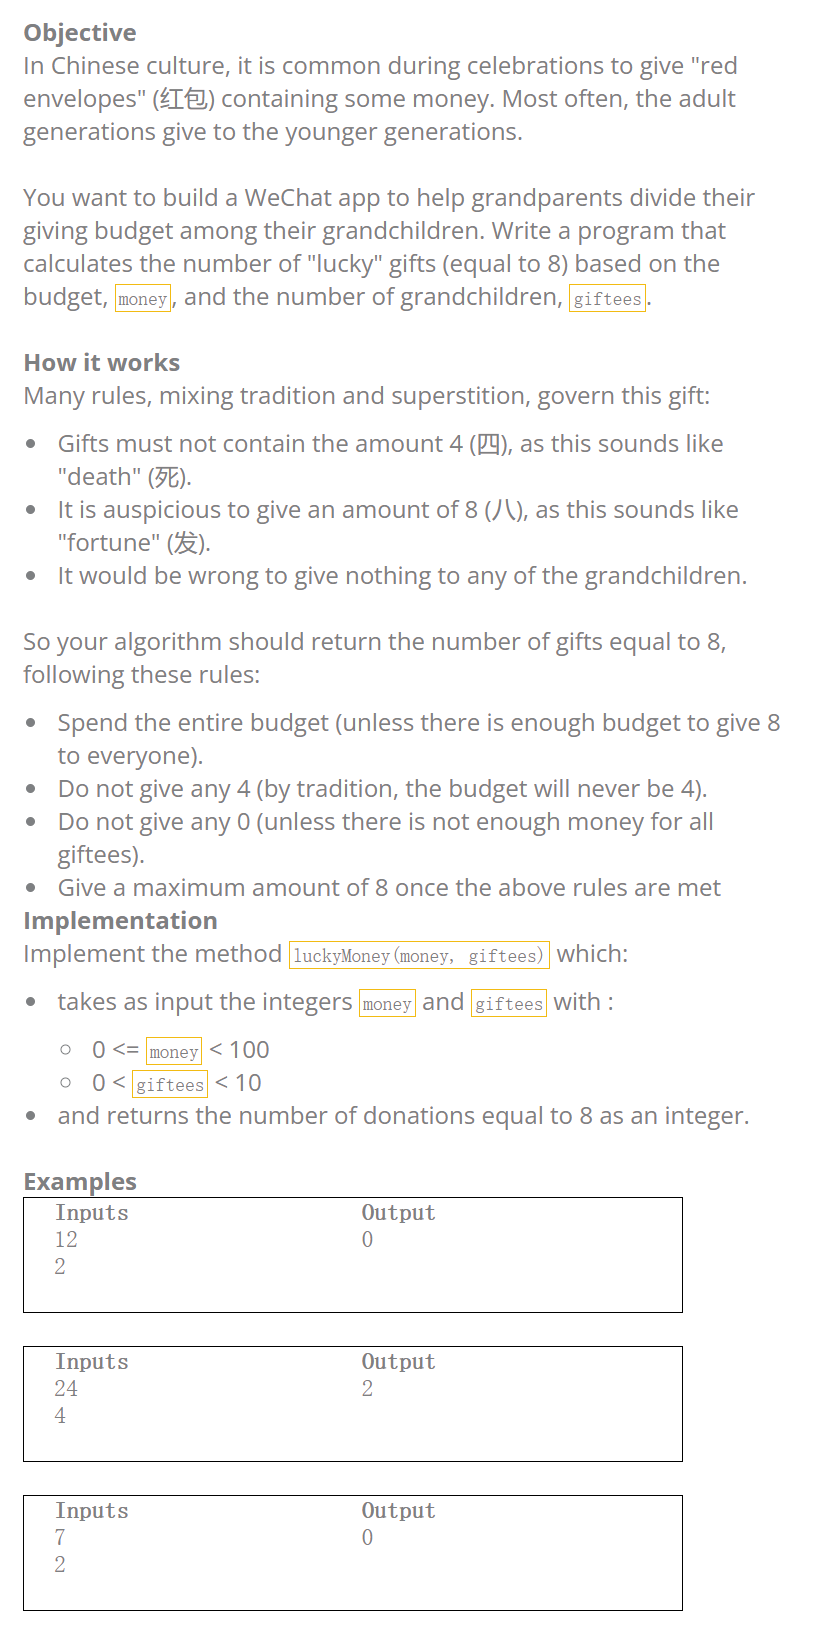 Objective
In Chinese culture, it is common during celebrations to give "red
envelopes" (红包) containing some money. Most often, the adult
generations give to the younger generations.
You want to build a WeChat app to help grandparents divide their
giving budget among their grandchildren. Write a program that
calculates the number of "lucky" gifts (equal to 8) based on the
budget, money, and the number of grandchildren, giftees.
How it works
Many rules, mixing tradition and superstition, govern this gift:
• Gifts must not contain the amount 4 (四), as this sounds like
"death" (死).
• It is auspicious to give an amount of 8 (八), as this sounds like
"fortune" (发).
• It would be wrong to give nothing to any of the grandchildren.
So your algorithm should return the number of gifts equal to 8,
following these rules:
• Spend the entire budget (unless there is enough budget to give 8
to everyone).
• Do not give any 4 (by tradition, the budget will never be 4).
• Do not give any 0 (unless there is not enough money for all
giftees).
• Give a maximum amount of 8 once the above rules are met
Implementation
Implement the method luckyMoney(money, giftees) which:
• takes as input the integers money and giftees with :
○ 0 <= money < 100
○ 0 < giftees < 10
• and returns the number of donations equal to 8 as an integer.
Examples
Inputs Output
12 0
2
Inputs Output
24 2
4
Inputs Output
7 0
2